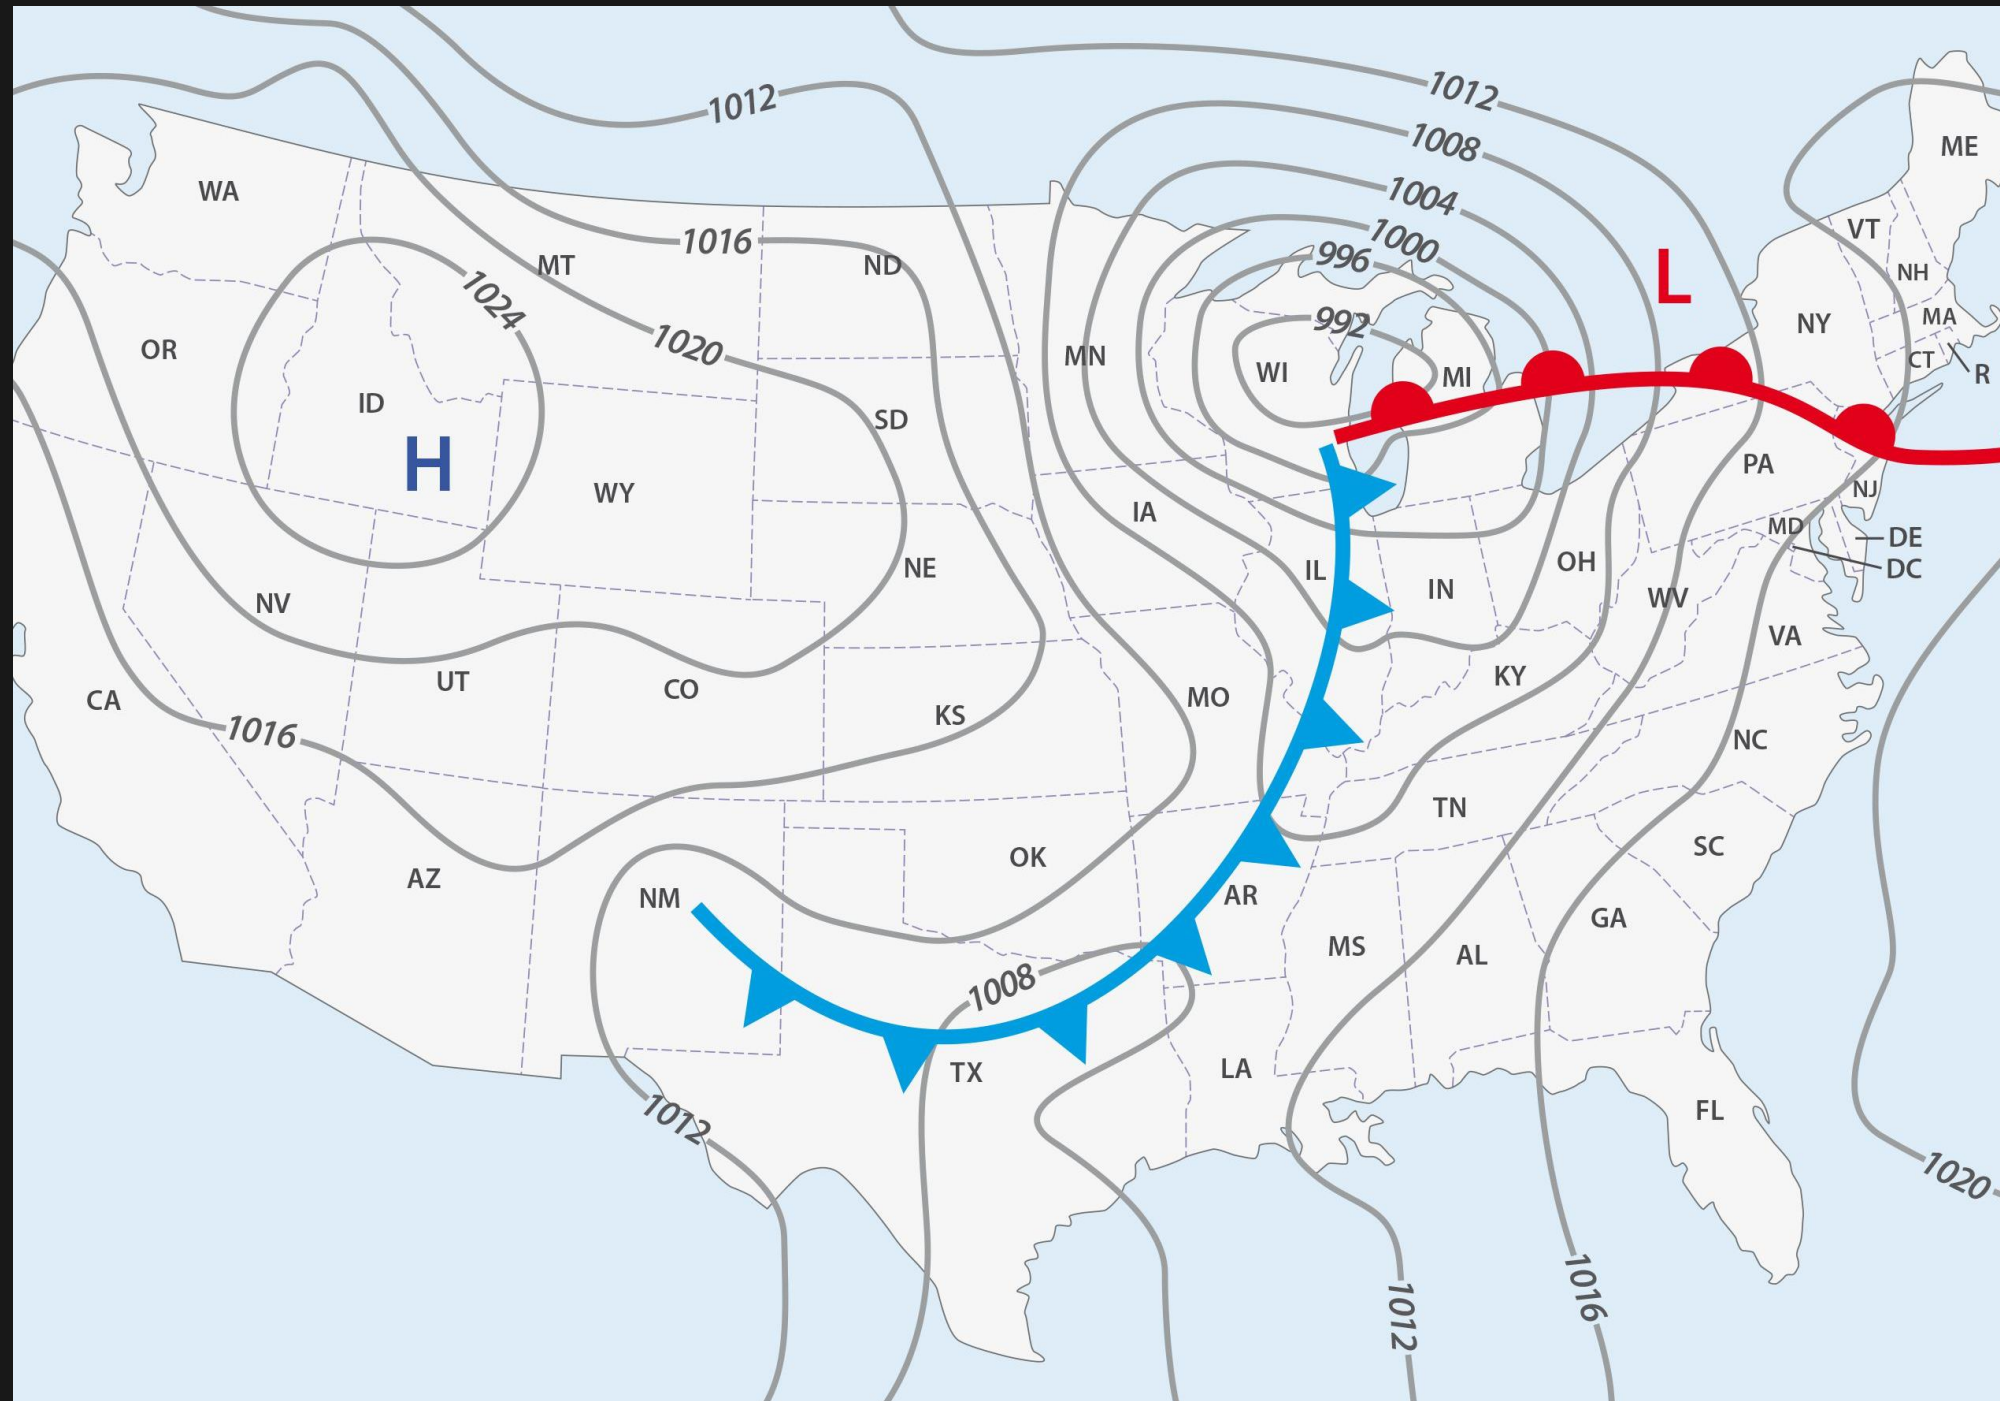 1012
1012
1008
ME
WA
1004
VT
1016
1000
MT
ND
996
NH
L
1024
992
NY
MA
OR
1020
MN
CT
R
WI
MI
ID
SD
H
PA
WY
NJ
IA
MD
DE
NE
IL
OH
DC
IN
NV
WV
VA
UT
CO
KY
CA
MO
KS
1016
NC
TN
OK
SC
AZ
NM
AR
GA
MS
AL
1008
TX
LA
1012
FL
1020
1016
1012